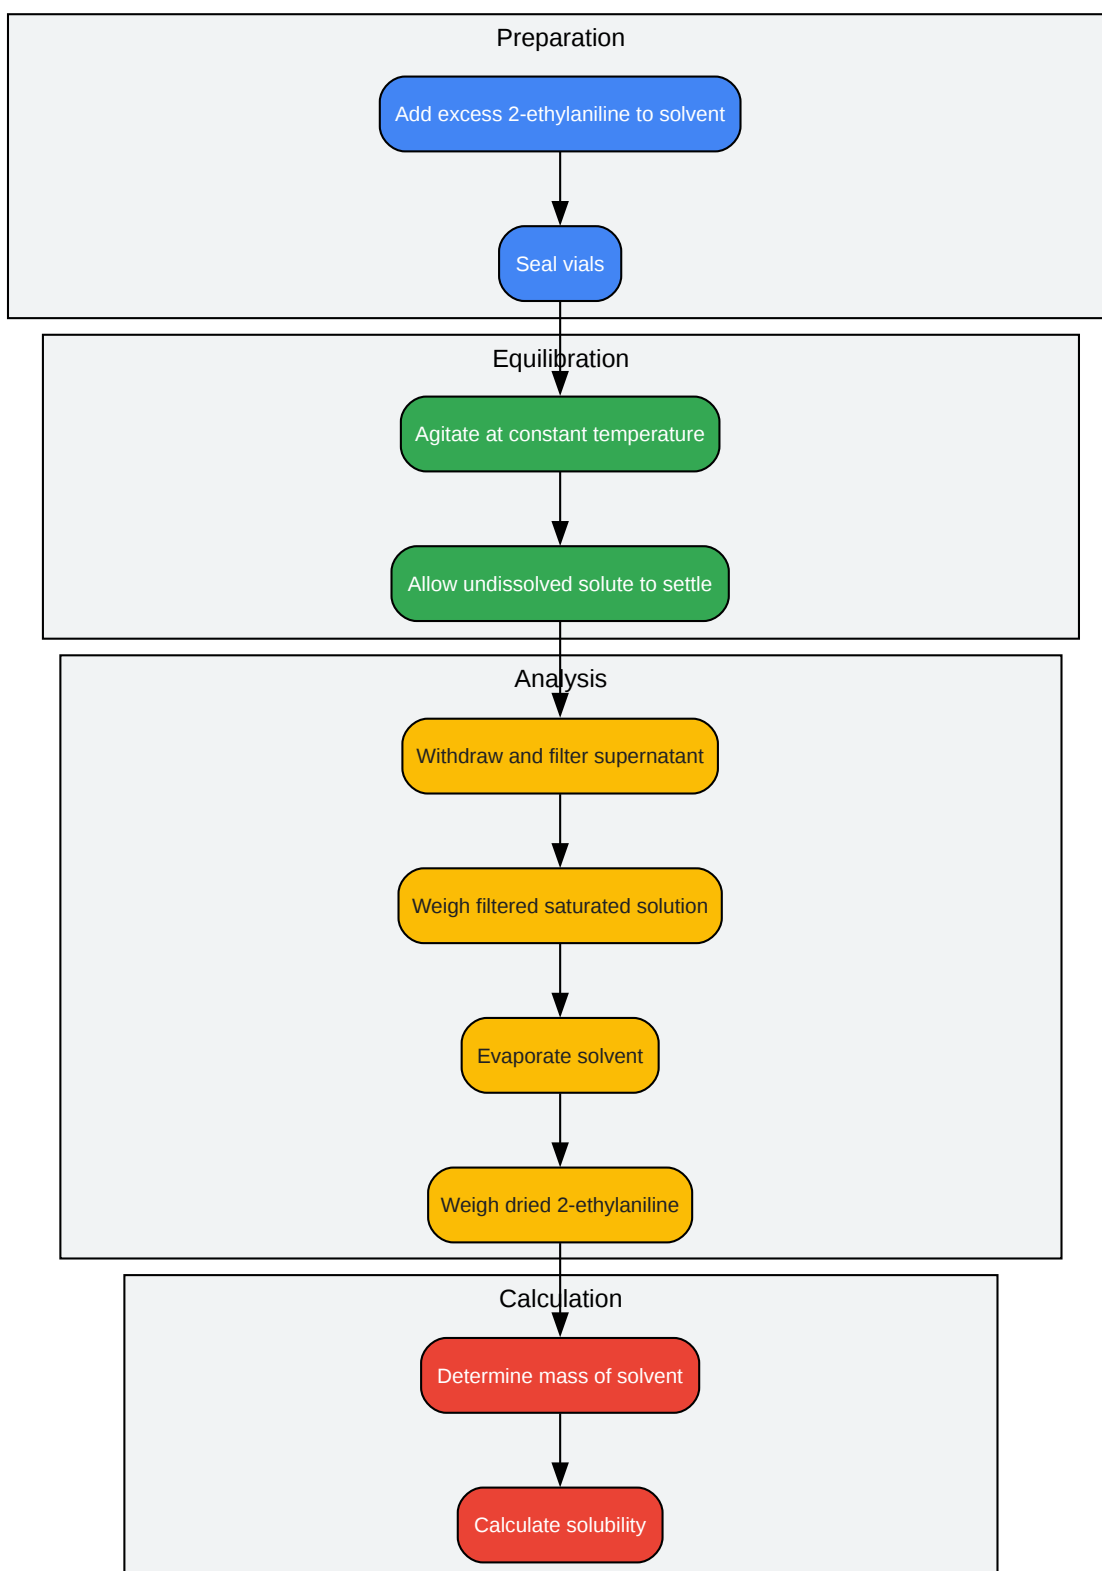 Preparation
Add excess 2-ethylaniline to solvent
Seal vials
Equilibration
Agitate at constant temperature
Allow undissolved solute to settle
Analysis
Withdraw and filter supernatant
Weigh filtered saturated solution
Evaporate solvent
Weigh dried 2-ethylaniline
Calculation
Determine mass of solvent
Calculate solubility